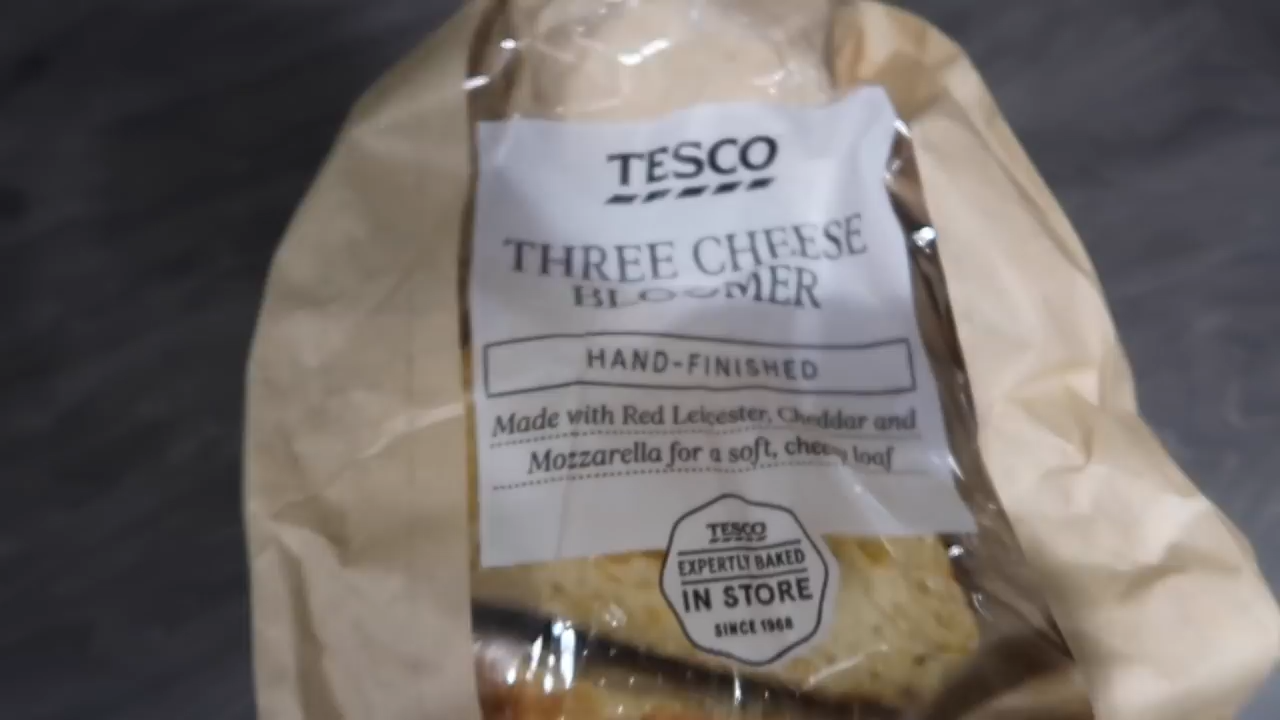 TESCO
THREE CHEESE
BLOOMER
HAND-FINISHED
Made with Red Leicester, Cheddar and
Mozzarella for a soft, cheesy loaf
TESCO
EXPERTLY BAKED
IN STORE
SINCE 1968